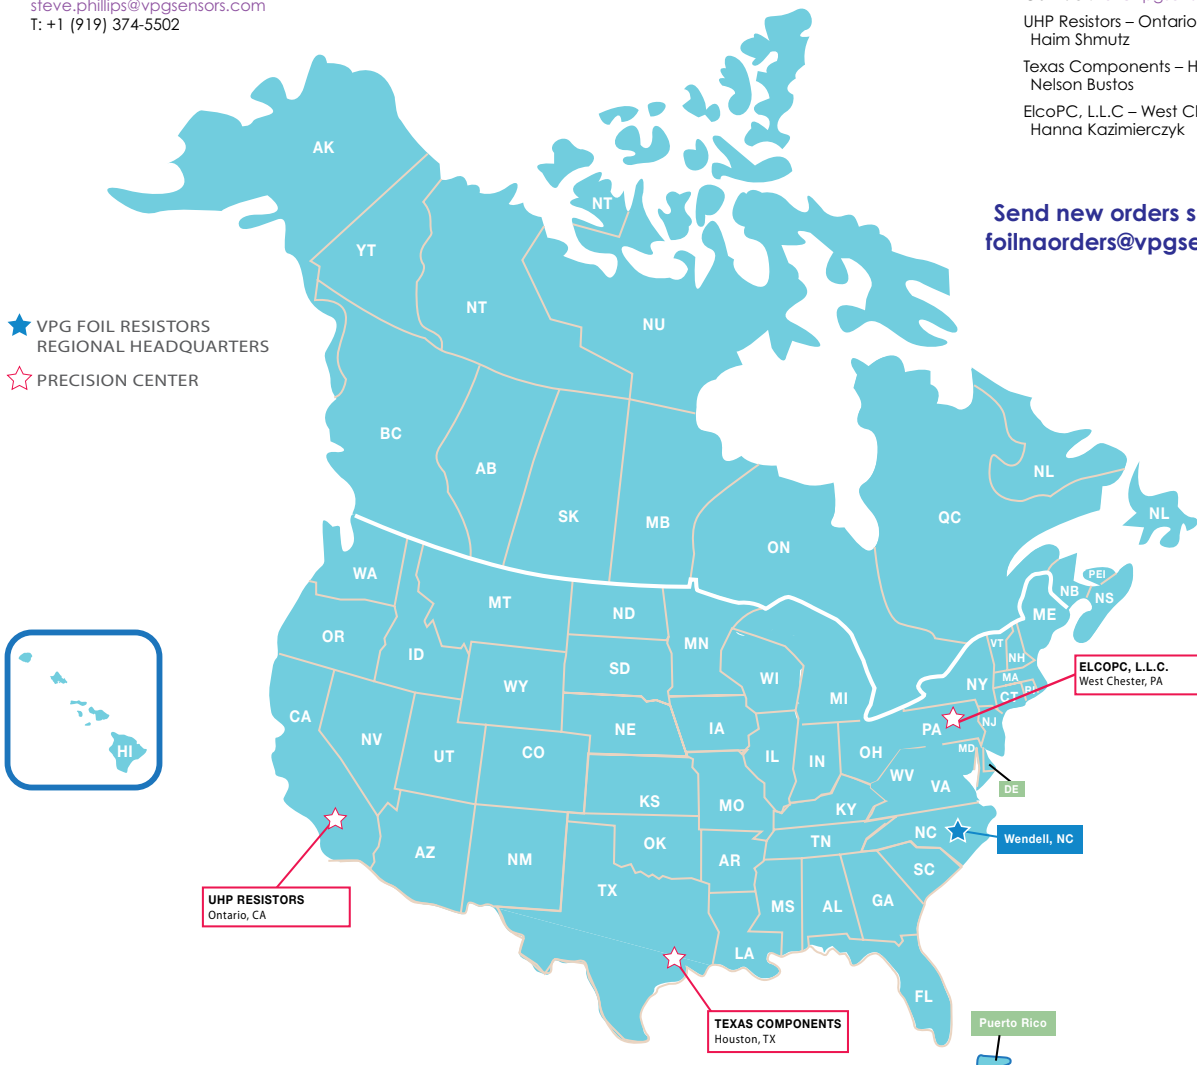 steve.phillips@vpgsensors.com
T: +1 (919) 374-5502
UHP Resistors – Ontario
Haim Shmutz
Texas Components – H
Nelson Bustos
ElcoPC, L.L.C – West C
Hanna Kazimierczyk
Send new orders s
foilnaorders@vpgse
VPG FOIL RESISTORS
REGIONAL HEADQUARTERS
PRECISION CENTER
AK
YT
NT
NT
NU
BC
AB
SK
MB
ON
QC
NL
NL
PEI
NB
NS
WA
MT
ND
MN
OR
ID
SD
WI
MI
ME
VT
NH
NY
MA
CT
WY
NE
IA
CA
NV
UT
CO
IL
IN
OH
PA
NJ
MD
WV
VA
DE
HI
KS
MO
KY
AZ
NM
OK
AR
TN
NC
SC
TX
MS
AL
GA
LA
FL
ELCOPC, L.L.C.
West Chester, PA
Wendell, NC
UHP RESISTORS
Ontario, CA
TEXAS COMPONENTS
Houston, TX
Puerto Rico